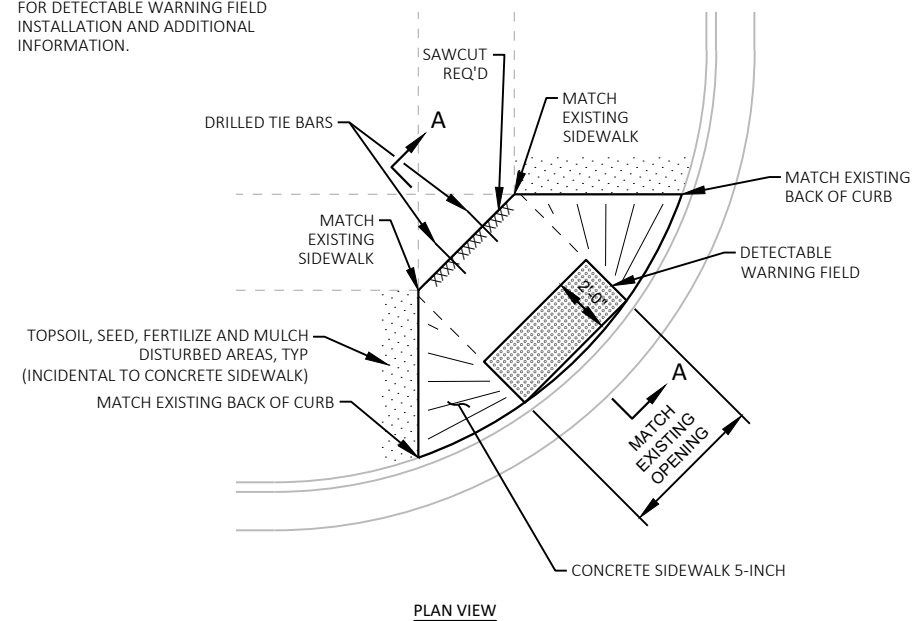 FOR DETECTABLE WARNING FIELD
INSTALLATION AND ADDITIONAL
INFORMATION.
SAWCUT
REQ'D
MATCH
EXISTING
SIDEWALK
DRILLED TIE BARS
A
MATCH EXISTING
BACK OF CURB
MATCH
EXISTING
SIDEWALK
DETECTABLE
WARNING FIELD
2'-0"
TOPSOIL, SEED, FERTILIZE AND MULCH
DISTURBED AREAS, TYP
(INCIDENTAL TO CONCRETE SIDEWALK)
MATCH EXISTING BACK OF CURB
A
MATCH
EXISTING
OPENING
CONCRETE SIDEWALK 5-INCH
PLAN VIEW